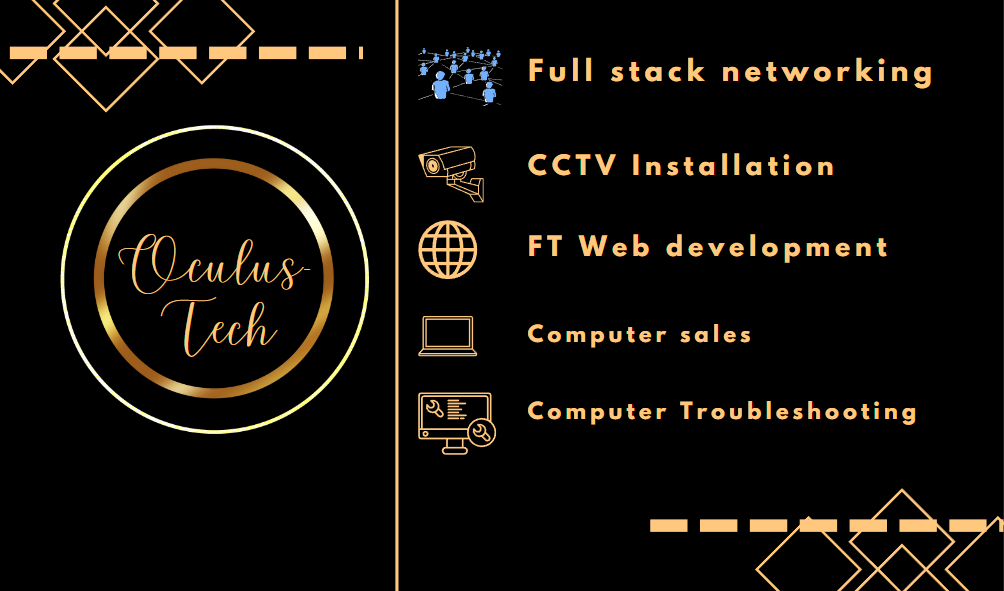 Oculus-
Tech
Full stack networking
CCTV Installation
FT Web development
Computer sales
Computer Troubleshooting